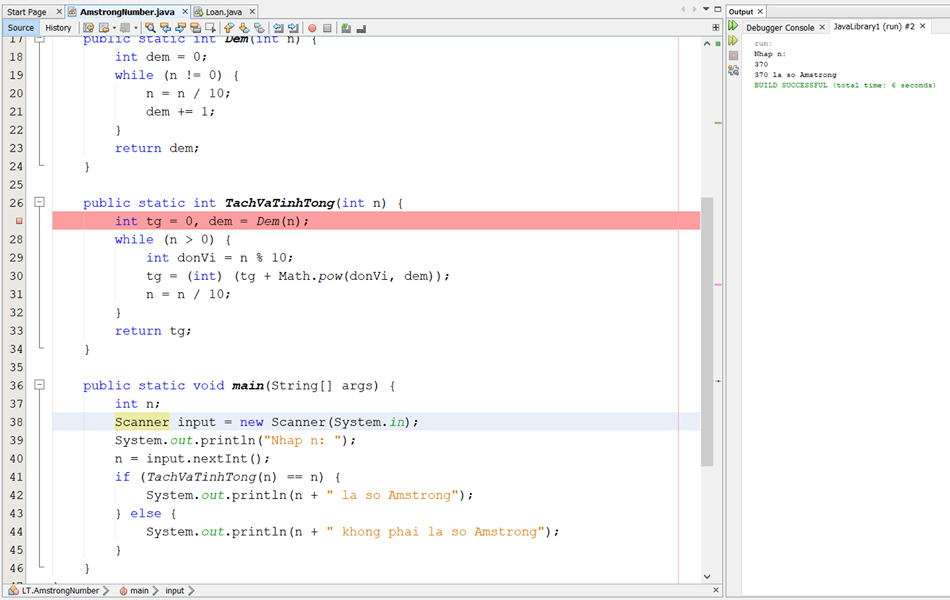 Start Page AmstrongNumber.java Loan.java
Source History
17 public static int Dem(int n) {
18 int dem = 0;
19 while (n != 0) {
20 n = n / 10;
21 dem += 1;
22 }
23 return dem;
24 }
25
26 public static int TachVaTinhTong(int n) {
int tg = 0, dem = Dem(n);
28 while (n > 0) {
29 int donVi = n % 10;
30 tg = (int) (tg + Math.pow(donVi, dem));
31 n = n / 10;
32 }
33 return tg;
34 }
35
36 public static void main(String[] args) {
37 int n;
38 Scanner input = new Scanner(System.in);
39 System.out.println("Nhap n: ");
40 n = input.nextInt();
41 if (TachVaTinhTong(n) == n) {
42 System.out.println(n + " la so Amstrong");
43 } else {
44 System.out.println(n + " khong phai la so Amstrong");
45 }
46 }
LT.AmstrongNumber main input
Output
Debugger Console JavaLibrary1 (run) #2
run:
Nhap n:
370
370 la so Amstrong
BUILD SUCCESSFUL (total time: 6 seconds)